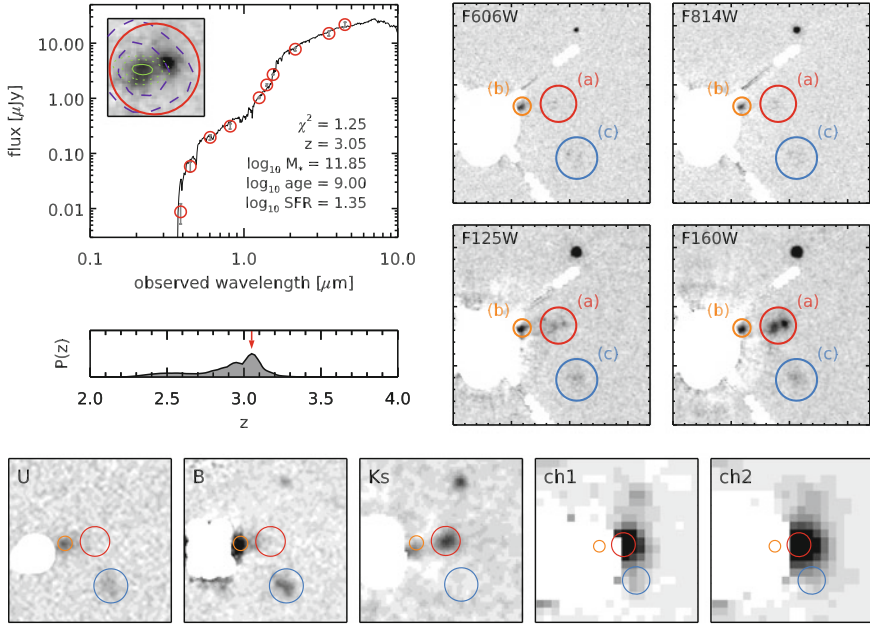 10.00
1.00
0.10
0.01
flux [μJy]
χ² = 1.25
z = 3.05
log₁₀ M⁎ = 11.85
log₁₀ age = 9.00
log₁₀ SFR = 1.35
0.1 1.0 10.0
observed wavelength [μm]
P(z)
2.0 2.5 3.0 3.5 4.0
z
F606W
(b)
(a)
(c)
F814W
(b)
(a)
(c)
F125W
(b)
(a)
(c)
F160W
(b)
(a)
(c)
U
B
Ks
ch1
ch2